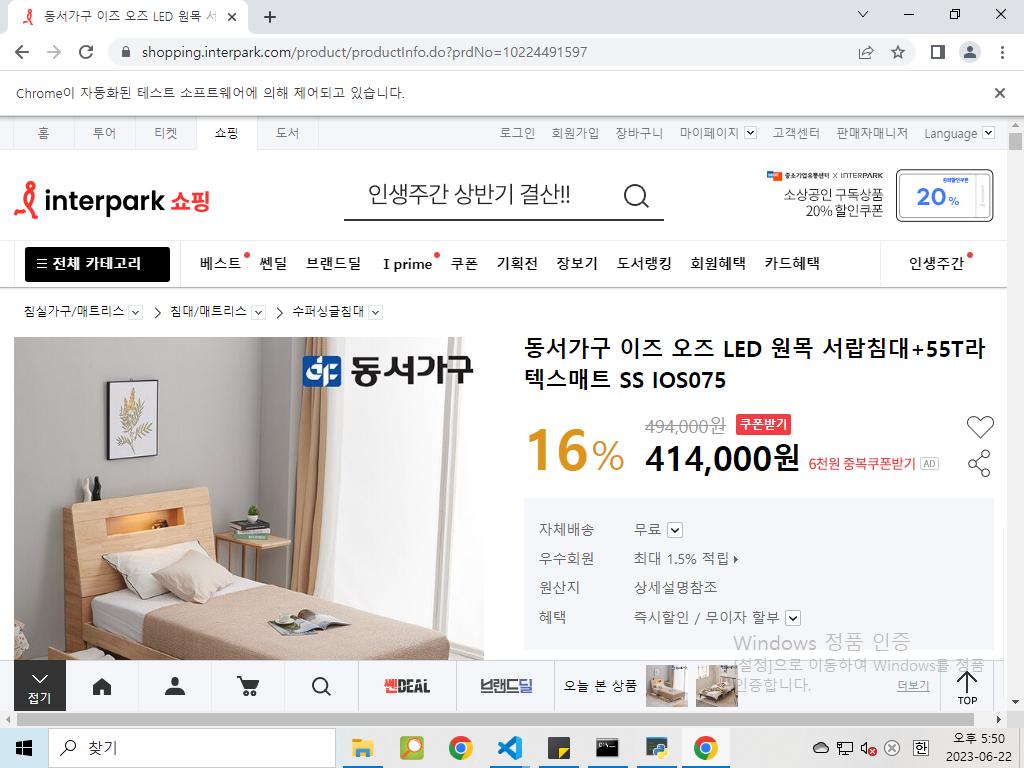 동서가구 이즈 오즈 LED 원목 서
shopping.interpark.com/product/productInfo.do?prdNo=10224491597
Chrome이 자동화된 테스트 소프트웨어에 의해 제어되고 있습니다.
홈 투어 티켓 쇼핑 도서 로그인 회원가입 장바구니 마이페이지 고객센터 판매자매니저 Language
interpark 쇼핑
인생주간 상반기 결산!!
중소기업유통센터 X INTERPARK
소상공인 구독상품
20% 할인쿠폰
20%
전체 카테고리 베스트 쎈딜 브랜드딜 I prime 쿠폰 기획전 장보기 도서랭킹 회원혜택 카드혜택 인생주간
침실가구/매트리스 침대/매트리스 수퍼싱글침대
동서가구
동서가구 이즈 오즈 LED 원목 서랍침대+55T라
텍스매트 SS IOS075
16% 494,000원 쿠폰받기
414,000원 6천원 중복쿠폰받기 AD
자체배송 무료
우수회원 최대 1.5% 적립
원산지 상세설명참조
혜택 즉시할인 / 무이자 할부
Windows 정품 인증
[설정]으로 이동하여 Windows를 정품
인증합니다.
접기 쎈DEAL 브랜드딜 오늘 본 상품 더보기 TOP
찾기
한
오후 5:50
2023-06-22